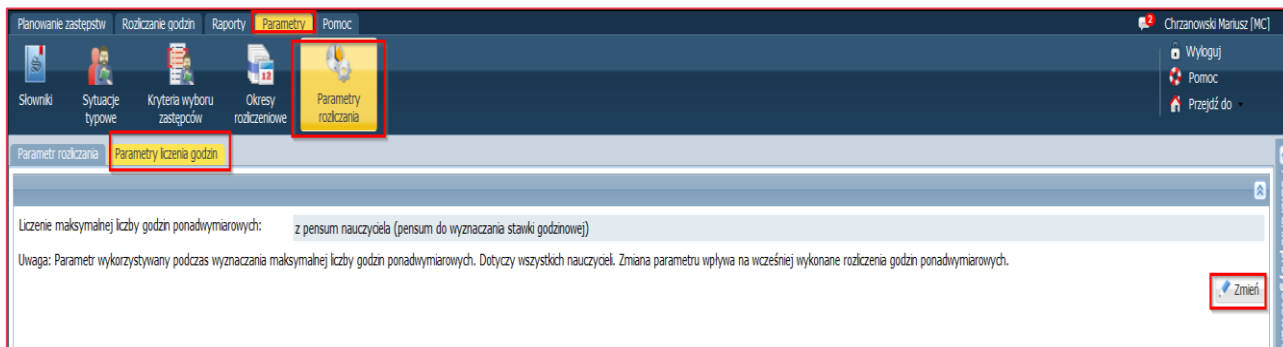 Planowanie zastępstw Rozliczanie godzin Raporty Parametry Pomoc
2 Chrzanowski Mariusz [MC]
Wyloguj
Pomoc
Przejdź do
Słowniki
Sytuacje typowe
Kryteria wyboru zastępców
12
Okresy rozliczeniowe
Parametry rozliczania
Parametr rozliczania Parametry liczenia godzin
Liczenie maksymalnej liczby godzin ponadwymiarowych: z pensum nauczyciela (pensum do wyznaczania stawki godzinowej)
Uwaga: Parametr wykorzystywany podczas wyznaczania maksymalnej liczby godzin ponadwymiarowych. Dotyczy wszystkich nauczycieli. Zmiana parametru wpływa na wcześniej wykonane rozliczenia godzin ponadwymiarowych.
Zmień